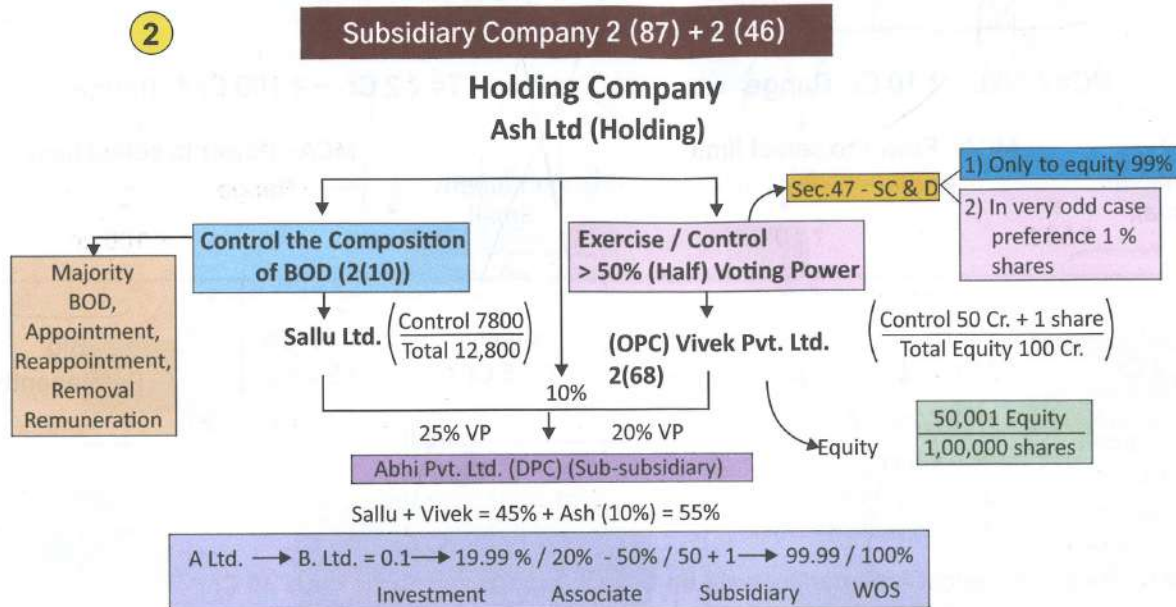 2
Subsidiary Company 2 (87) + 2 (46)
Holding Company
Ash Ltd (Holding)
Sec.47 - SC & D
1) Only to equity 99%
2) In very odd case
preference 1 %
shares
Control the Composition
of BOD (2(10))
Exercise / Control
> 50% (Half) Voting Power
Majority
BOD,
Appointment,
Reappointment,
Removal
Remuneration
Sallu Ltd. (Control 7800
Total 12,800)
10%
(OPC) Vivek Pvt. Ltd.
2(68)
(Control 50 Cr. + 1 share
Total Equity 100 Cr.)
25% VP
20% VP
Equity
50,001 Equity
1,00,000 shares
Abhi Pvt. Ltd. (DPC) (Sub-subsidiary)
Sallu + Vivek = 45% + Ash (10%) = 55%
A Ltd. → B. Ltd. = 0.1 → 19.99 % / 20% - 50% / 50 + 1 → 99.99 / 100%
Investment Associate Subsidiary WOS